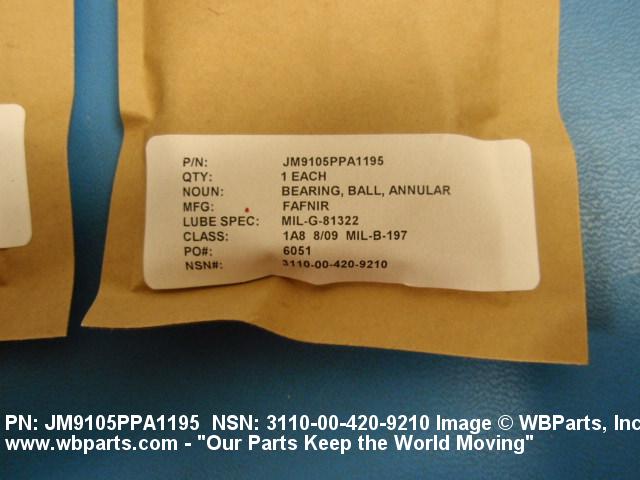 P/N: JM9105PPA1195
QTY: 1 EACH
NOUN: BEARING, BALL, ANNULAR
MFG: FAFNIR
LUBE SPEC: MIL-G-81322
CLASS: 1A8 8/09 MIL-B-197
PO#: 6051
NSN#: 3110-00-420-9210
PN: JM9105PPA1195 NSN: 3110-00-420-9210 Image © WBParts, Inc
www.wbparts.com - "Our Parts Keep the World Moving"